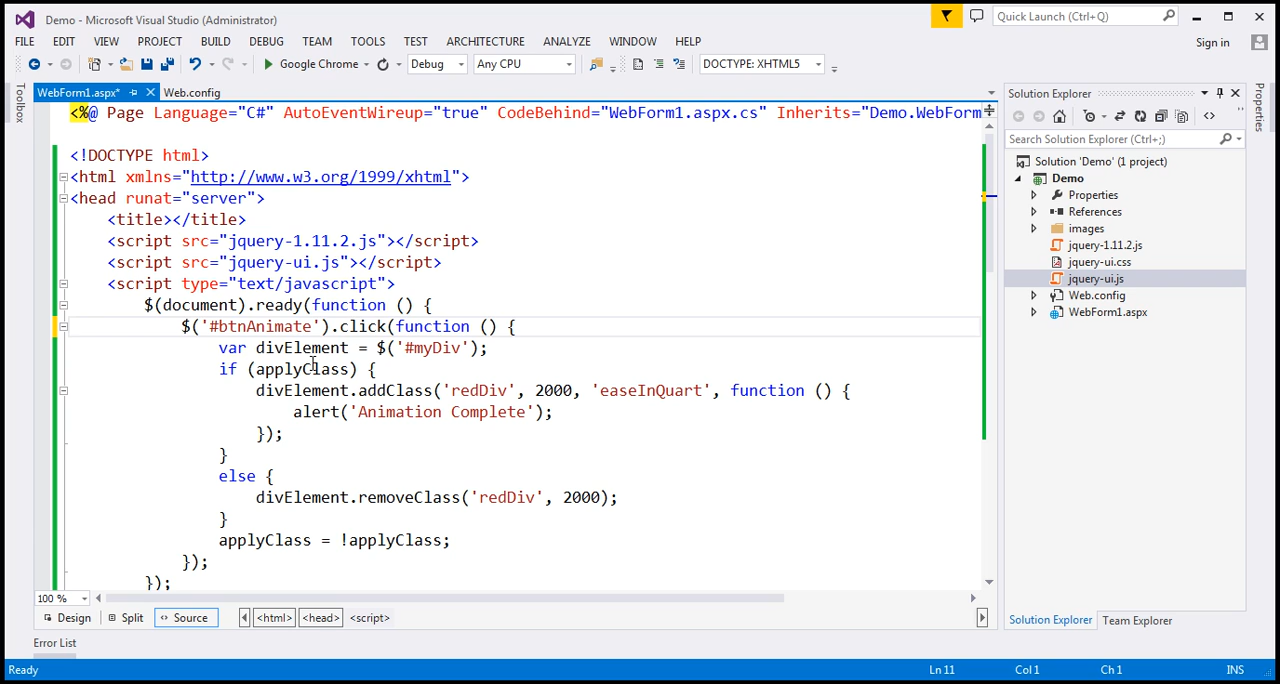 Demo - Microsoft Visual Studio (Administrator)
Quick Launch (Ctrl+Q)
FILE EDIT VIEW PROJECT BUILD DEBUG TEAM TOOLS TEST ARCHITECTURE ANALYZE WINDOW HELP
Sign in
Google Chrome Debug Any CPU DOCTYPE: XHTML5
Toolbox
WebForm1.aspx* Web.config
<%@ Page Language="C#" AutoEventWireup="true" CodeBehind="WebForm1.aspx.cs" Inherits="Demo.WebForm
<!DOCTYPE html>
<html xmlns="http://www.w3.org/1999/xhtml">
<head runat="server">
<title></title>
<script src="jquery-1.11.2.js"></script>
<script src="jquery-ui.js"></script>
<script type="text/javascript">
$(document).ready(function () {
$('#btnAnimate').click(function () {
var divElement = $('#myDiv');
if (applyClass) {
divElement.addClass('redDiv', 2000, 'easeInQuart', function () {
alert('Animation Complete');
});
}
else {
divElement.removeClass('redDiv', 2000);
}
applyClass = !applyClass;
});
});
100 %
Design Split Source <html> <head> <script>
Error List
Solution Explorer
Search Solution Explorer (Ctrl+;)
Solution 'Demo' (1 project)
Demo
Properties
References
images
jquery-1.11.2.js
jquery-ui.css
jquery-ui.js
Web.config
WebForm1.aspx
Solution Explorer Team Explorer
Properties
Ready Ln 11 Col 1 Ch 1 INS